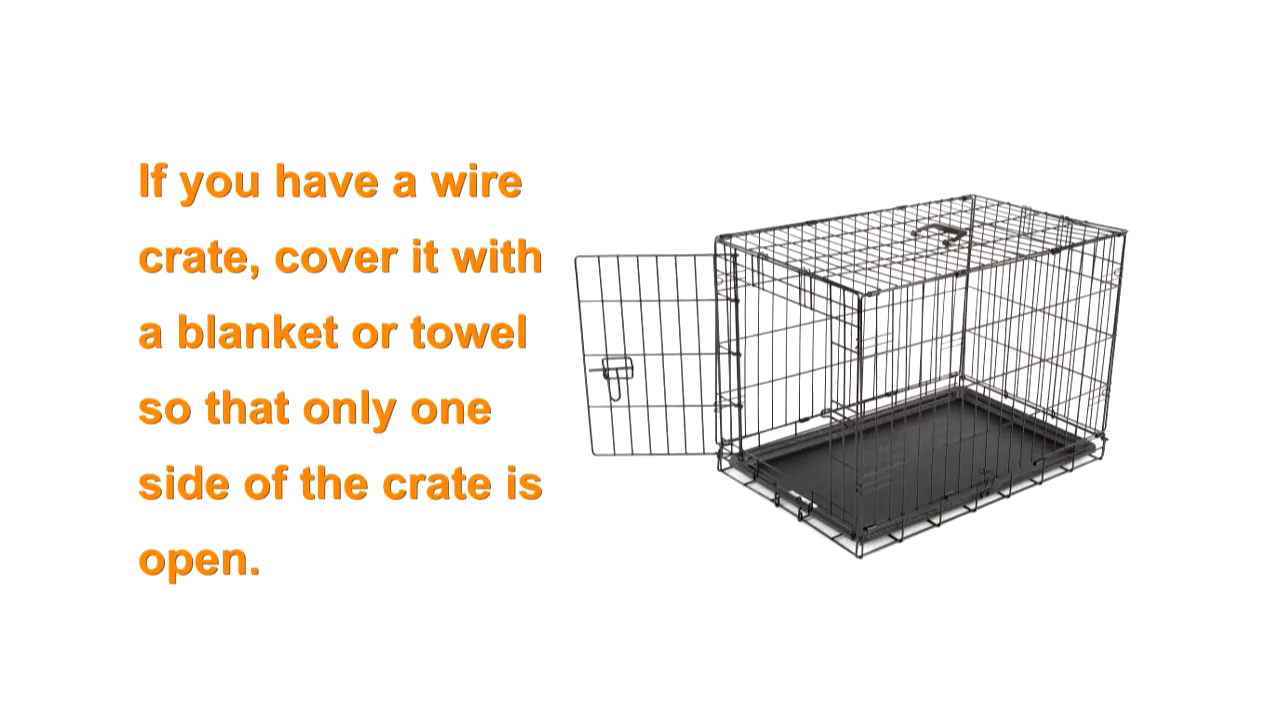 If you have a wire
crate, cover it with
a blanket or towel
so that only one
side of the crate is
open.